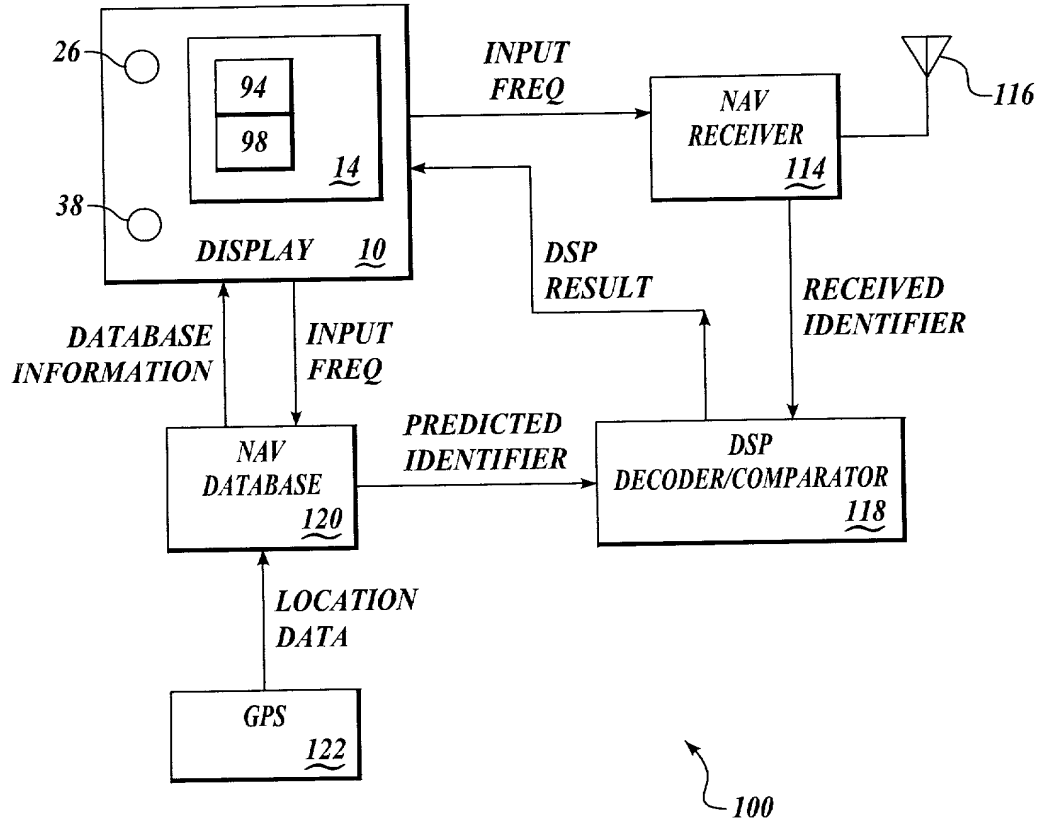 26
94
98
14
38
DISPLAY 10
INPUT
FREQ
NAV
RECEIVER
114
116
DSP
RESULT
RECEIVED
IDENTIFIER
DATABASE
INFORMATION
INPUT
FREQ
NAV
DATABASE
120
PREDICTED
IDENTIFIER
DSP
DECODER/COMPARATOR
118
LOCATION
DATA
GPS
122
100